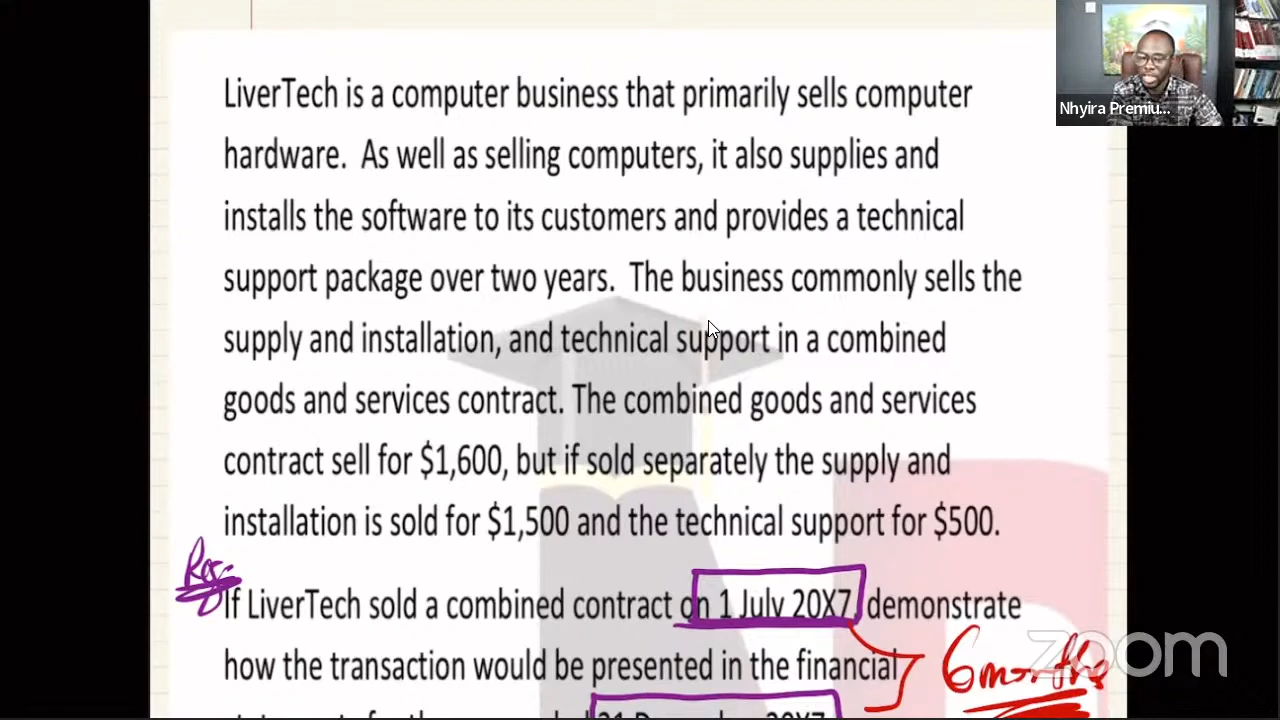 LiverTech is a computer business that primarily sells computer
hardware. As well as selling computers, it also supplies and
installs the software to its customers and provides a technical
support package over two years. The business commonly sells the
supply and installation, and technical support in a combined
goods and services contract. The combined goods and services
contract sell for $1,600, but if sold separately the supply and
installation is sold for $1,500 and the technical support for $500.
If LiverTech sold a combined contract on 1 July 20X7, demonstrate
how the transaction would be presented in the financial
6 months
Nhyira Premiu...
zoom